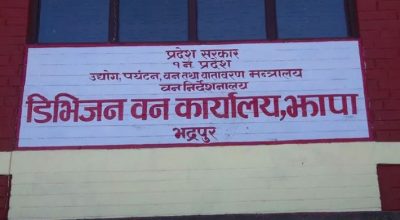 प्रदेश सरकार
१ नं प्रदेश
उद्योग, पर्यटन, वन तथा वातावरण मन्त्रालय
वन निर्देशनालय
डिभिजन वन कार्यालय,झापा
भद्रपुर